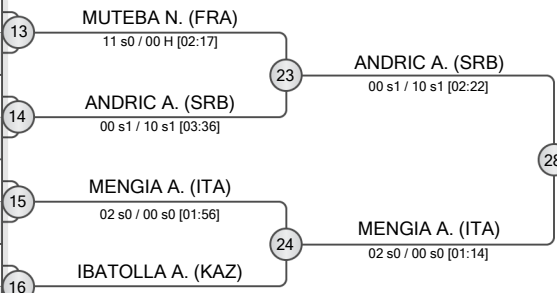 13
MUTEBA N. (FRA)
11 s0 / 00 H [02:17]
23
ANDRIC A. (SRB)
00 s1 / 10 s1 [02:22]
14
ANDRIC A. (SRB)
00 s1 / 10 s1 [03:36]
28
15
MENGIA A. (ITA)
02 s0 / 00 s0 [01:56]
24
MENGIA A. (ITA)
02 s0 / 00 s0 [01:14]
16
IBATOLLA A. (KAZ)